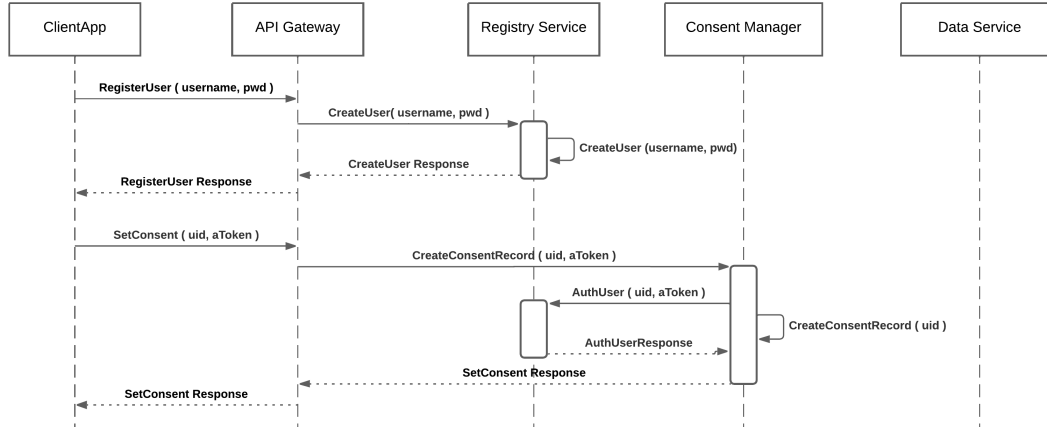 ClientApp
API Gateway
Registry Service
Consent Manager
Data Service
RegisterUser ( username, pwd )
CreateUser( username, pwd )
CreateUser (username, pwd)
CreateUser Response
RegisterUser Response
SetConsent ( uid, aToken )
CreateConsentRecord ( uid, aToken )
AuthUser ( uid, aToken )
CreateConsentRecord ( uid )
AuthUserResponse
SetConsent Response
SetConsent Response